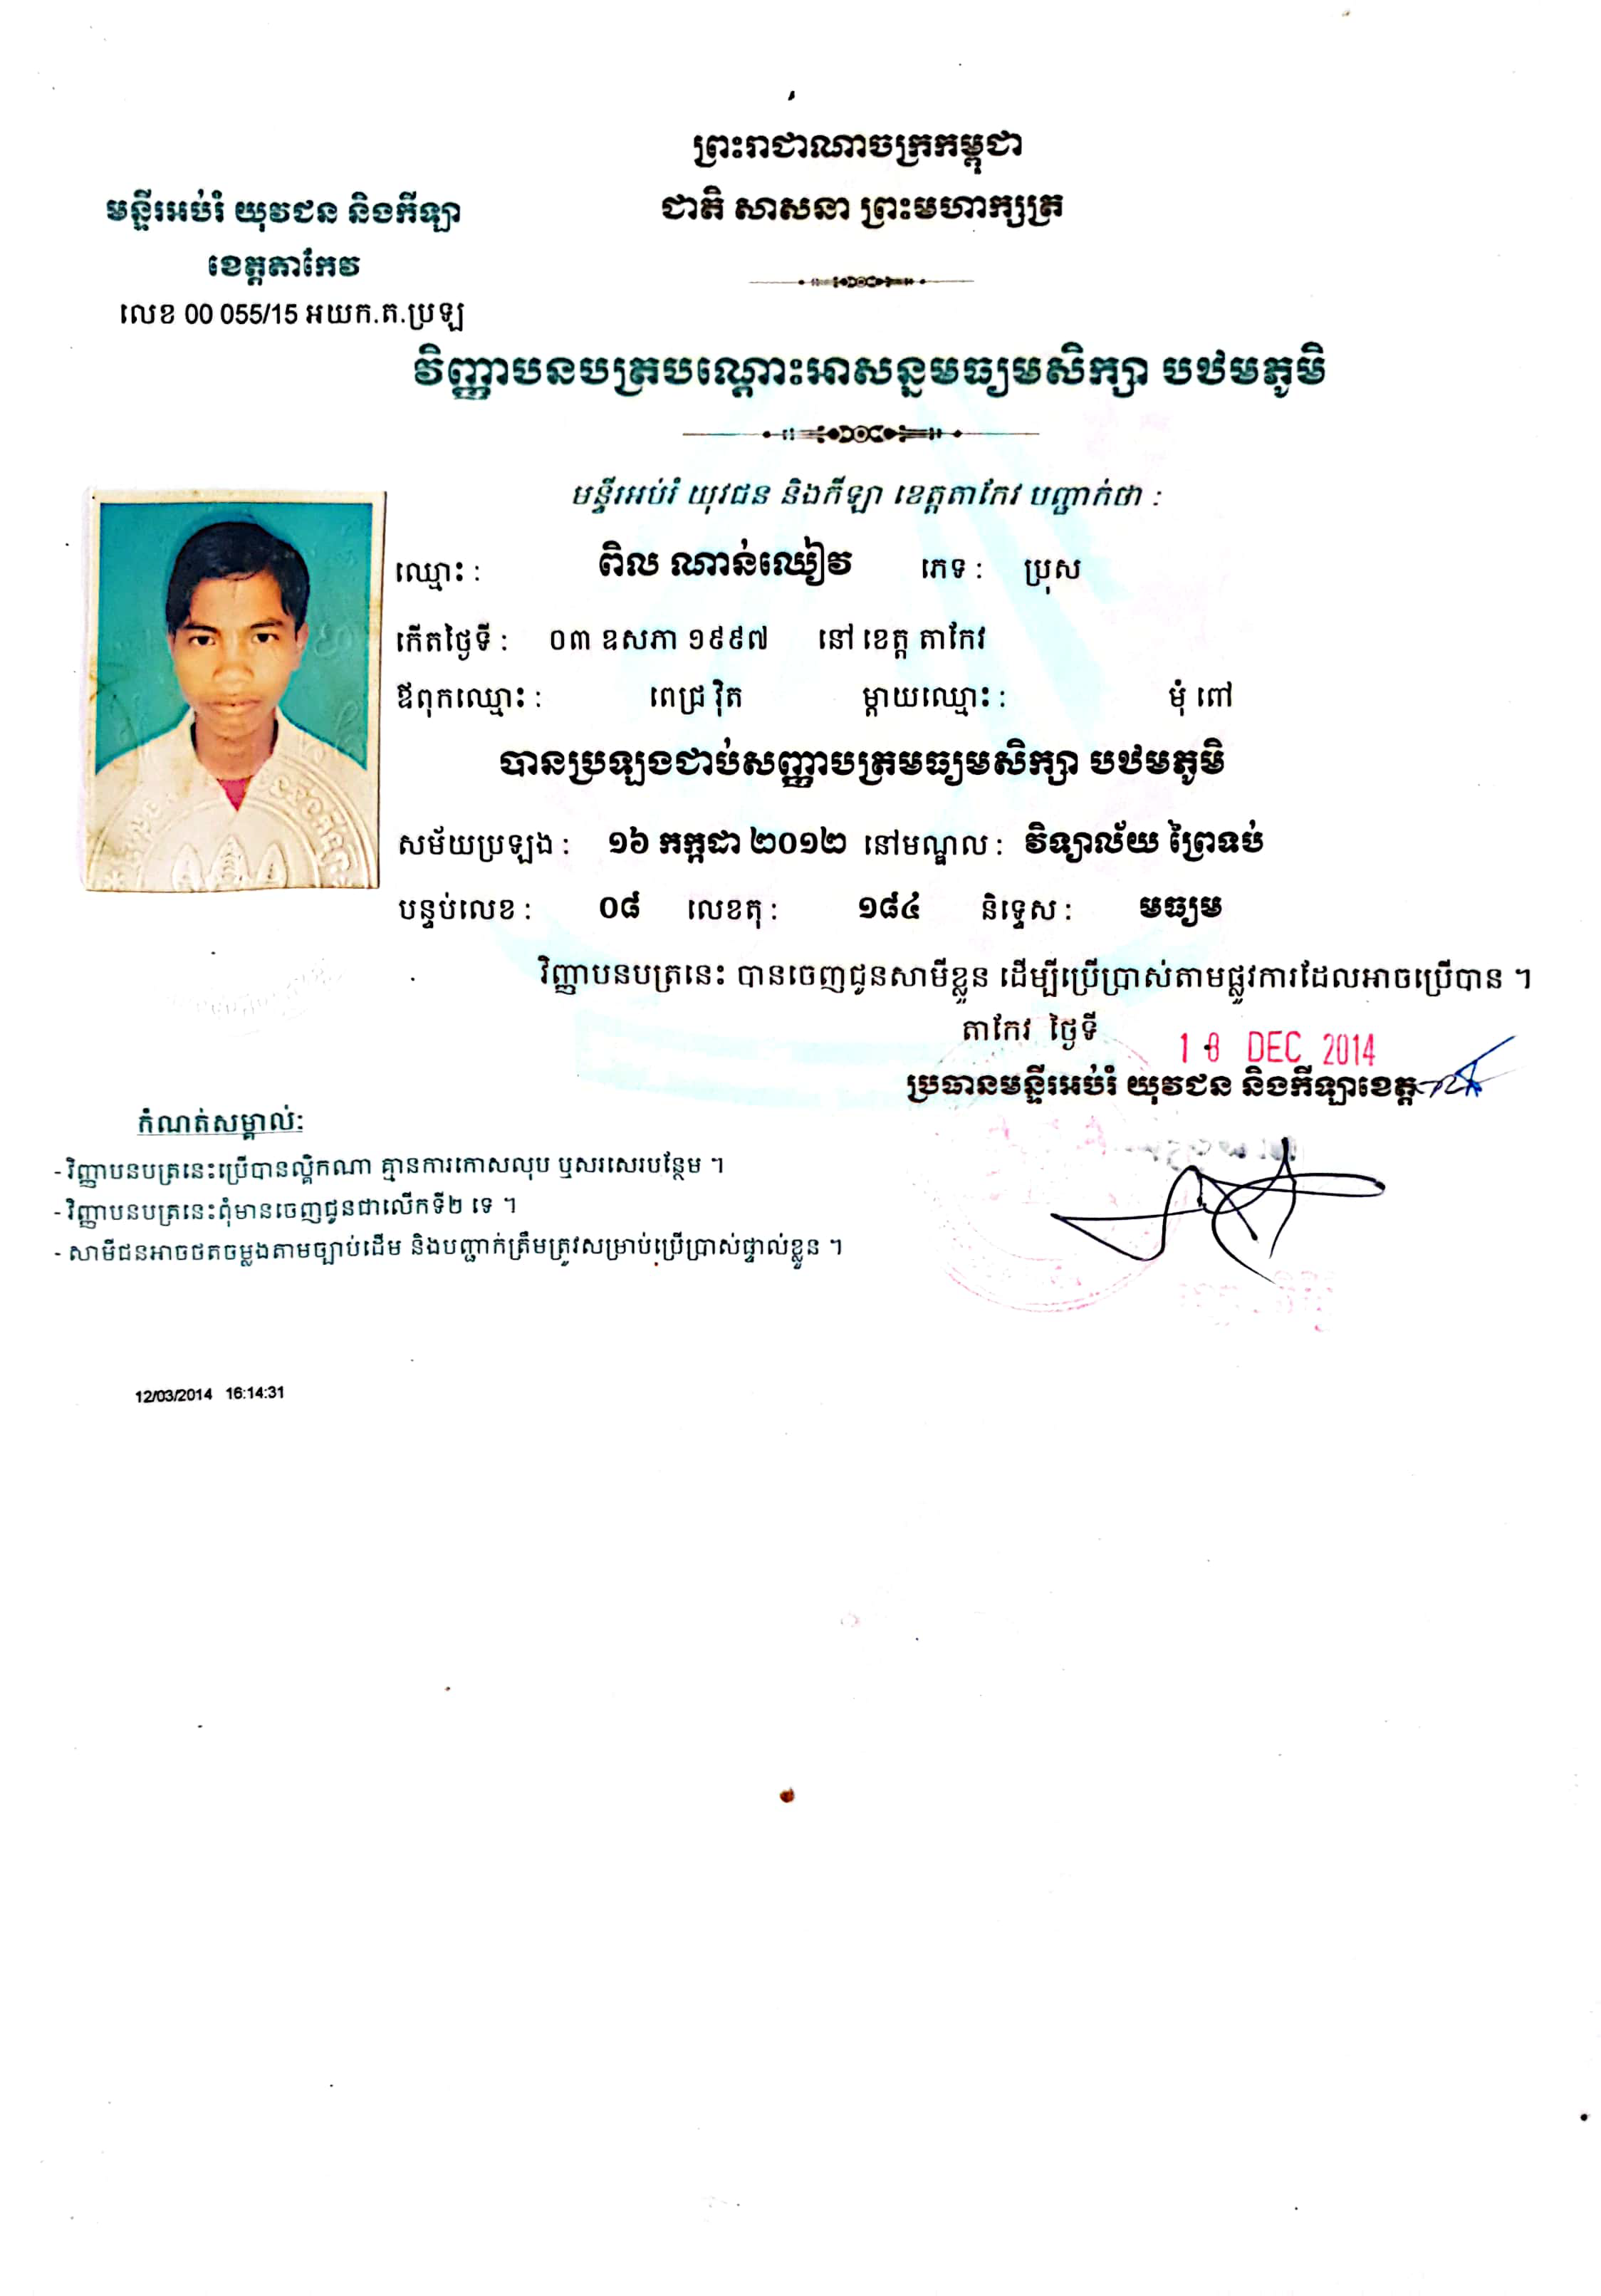 ព្រះរាជាណាចក្រកម្ពុជា
ជាតិ សាសនា ព្រះមហាក្សត្រ
មន្ទីរអប់រំ យុវជន និងកីឡា
ខេត្តតាកែវ
លេខ 00 055/15 អយក.ត.ប្រឡ
វិញ្ញាបនបត្របណ្តោះអាសន្នមធ្យមសិក្សា បឋមភូមិ
មន្ទីរអប់រំ យុវជន និងកីឡា ខេត្តតាកែវ បញ្ជាក់ថា :
ឈ្មោះ : ពិល ណាន់ឈៀវ ភេទ : ប្រុស
កើតថ្ងៃទី : ០៣ ឧសភា ១៩៩៧ នៅ ខេត្ត តាកែវ
ឪពុកឈ្មោះ : ពេជ្រ វ៉ិត ម្តាយឈ្មោះ : មុំ ពៅ
បានប្រឡងជាប់សញ្ញាបត្រមធ្យមសិក្សា បឋមភូមិ
សម័យប្រឡង : ១៦ កក្កដា ២០១២ នៅមណ្ឌល : វិទ្យាល័យ ព្រៃទប់
បន្ទប់លេខ : ០៨ លេខតុ : ១៨៤ និទ្ទេស : មធ្យម
វិញ្ញាបនបត្រនេះ បានចេញជូនសាមីខ្លួន ដើម្បីប្រើប្រាស់តាមផ្លូវការដែលអាចប្រើបាន ។
តាកែវ ថ្ងៃទី 18 DEC 2014
ប្រធានមន្ទីរអប់រំ យុវជន និងកីឡាខេត្ត
កំណត់សម្គាល់:
- វិញ្ញាបនបត្រនេះប្រើបានល្គឹកណា គ្មានការកោសលុប ឬសរសេរបន្ថែម ។
- វិញ្ញាបនបត្រនេះពុំមានចេញជូនជាលើកទី២ ទេ ។
- សាមីជនអាចថតចម្លងតាមច្បាប់ដើម និងបញ្ជាក់ត្រឹមត្រូវសម្រាប់ប្រើប្រាស់ផ្ទាល់ខ្លួន ។
12/03/2014 16:14:31